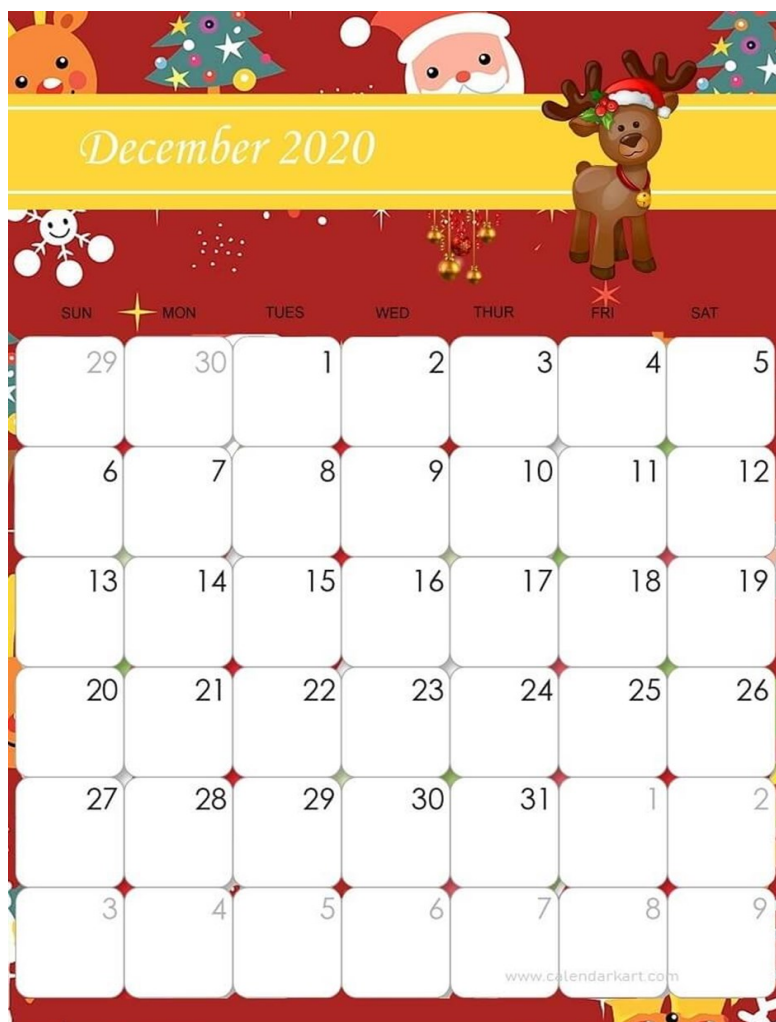 December 2020
SUN MON TUES WED THUR FRI SAT
29 30 1 2 3 4 5
6 7 8 9 10 11 12
13 14 15 16 17 18 19
20 21 22 23 24 25 26
27 28 29 30 31 1 2
3 4 5 6 7 8 9
www.calendarkart.com